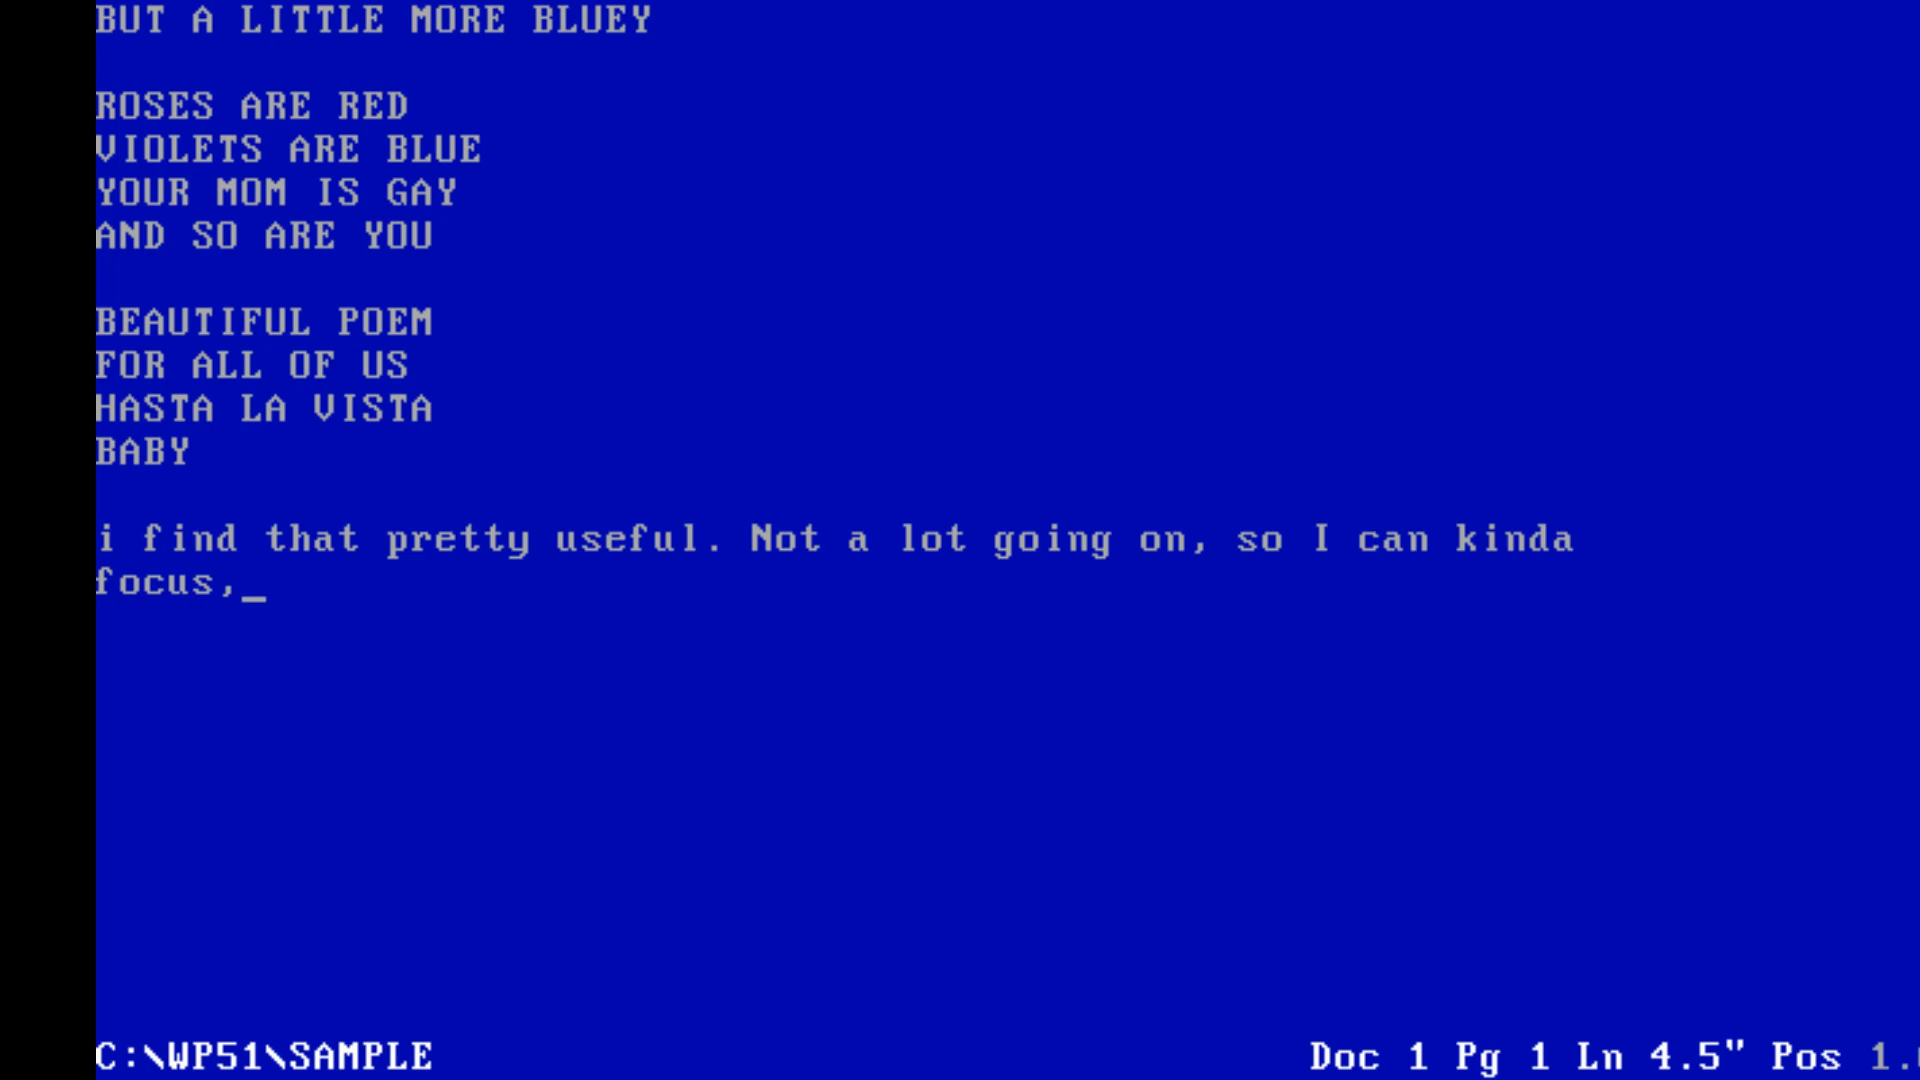 BUT A LITTLE MORE BLUEY
ROSES ARE RED
VIOLETS ARE BLUE
YOUR MOM IS GAY
AND SO ARE YOU
BEAUTIFUL POEM
FOR ALL OF US
HASTA LA VISTA
BABY
i find that pretty useful. Not a lot going on, so I can kinda
focus,_
C:\WP51\SAMPLE
Doc 1 Pg 1 Ln 4.5" Pos 1.